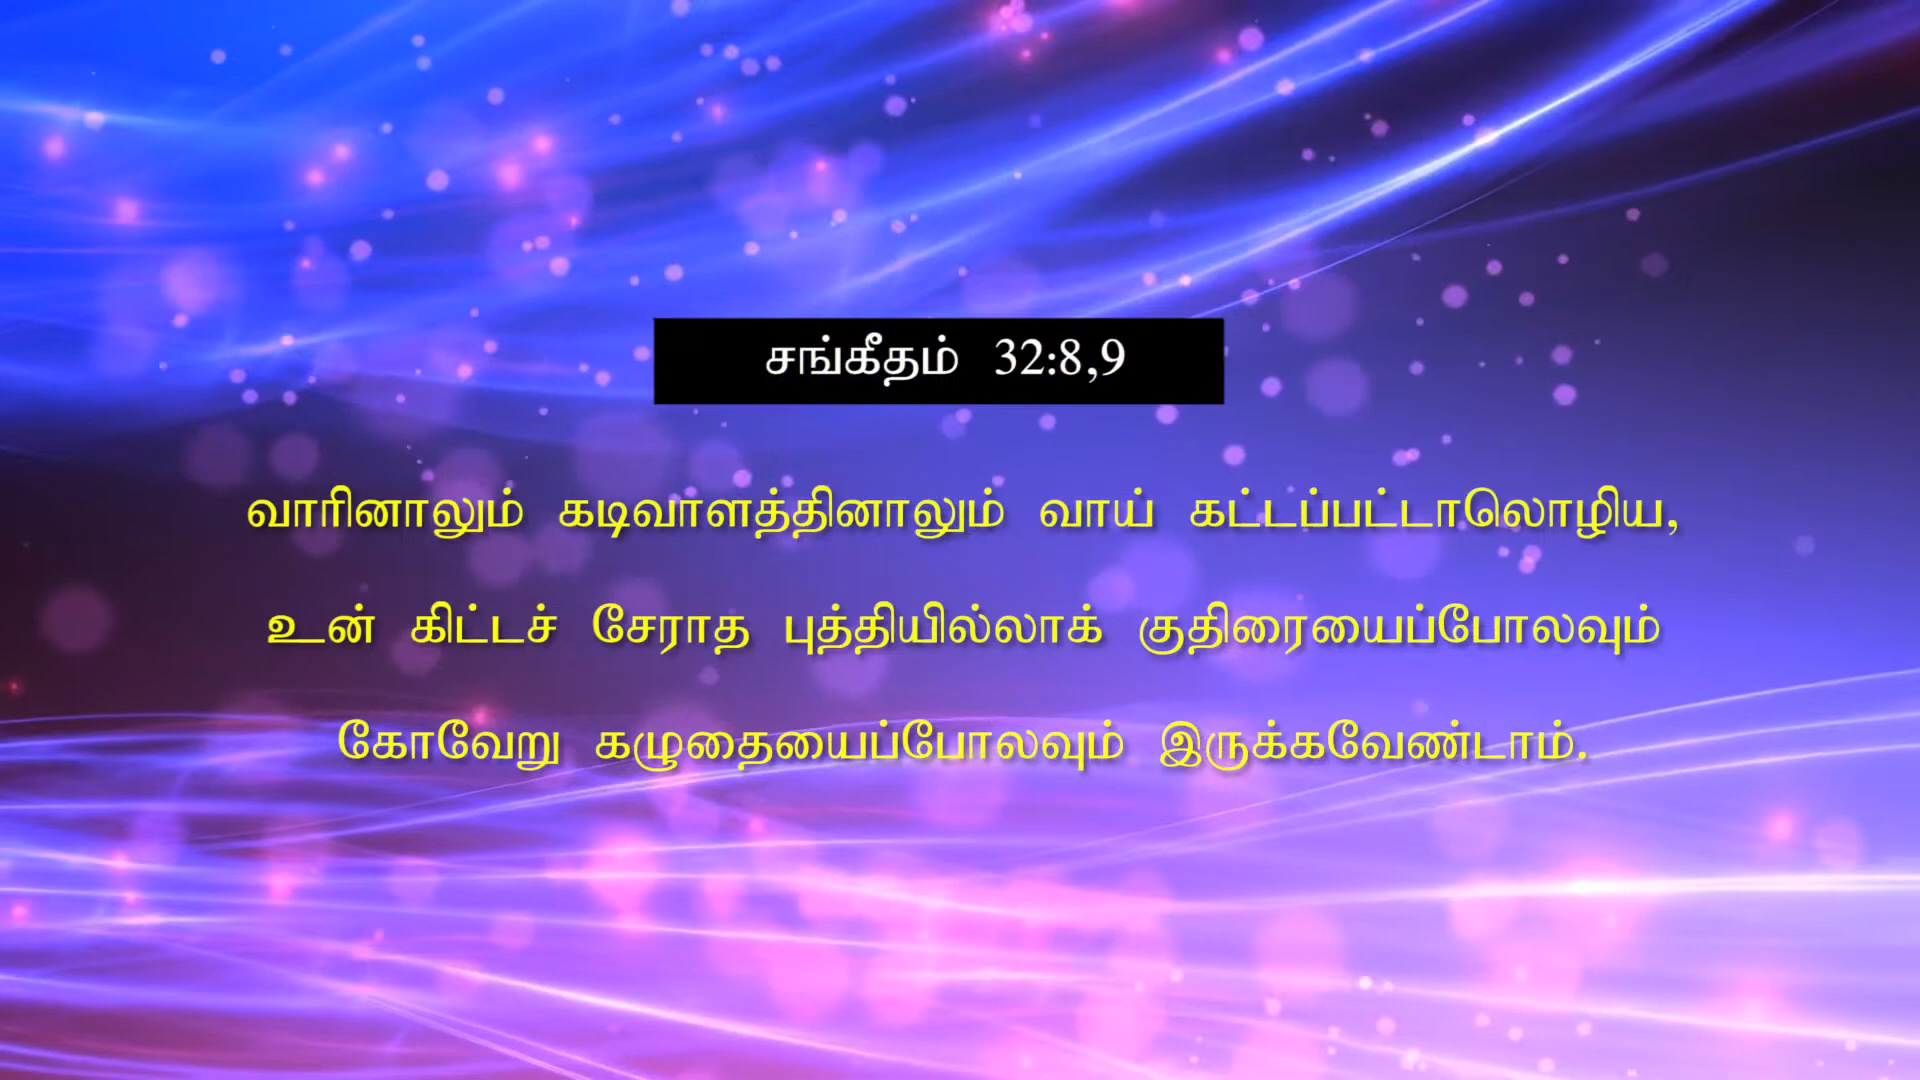 சங்கீதம் 32:8,9
வாரினாலும் கடிவாளத்தினாலும் வாய் கட்டப்பட்டாலொழிய,
உன் கிட்டச் சேராத புத்தியில்லாக் குதிரையைப்போலவும்
கோவேறு கழுதையைப்போலவும் இருக்கவேண்டாம்.